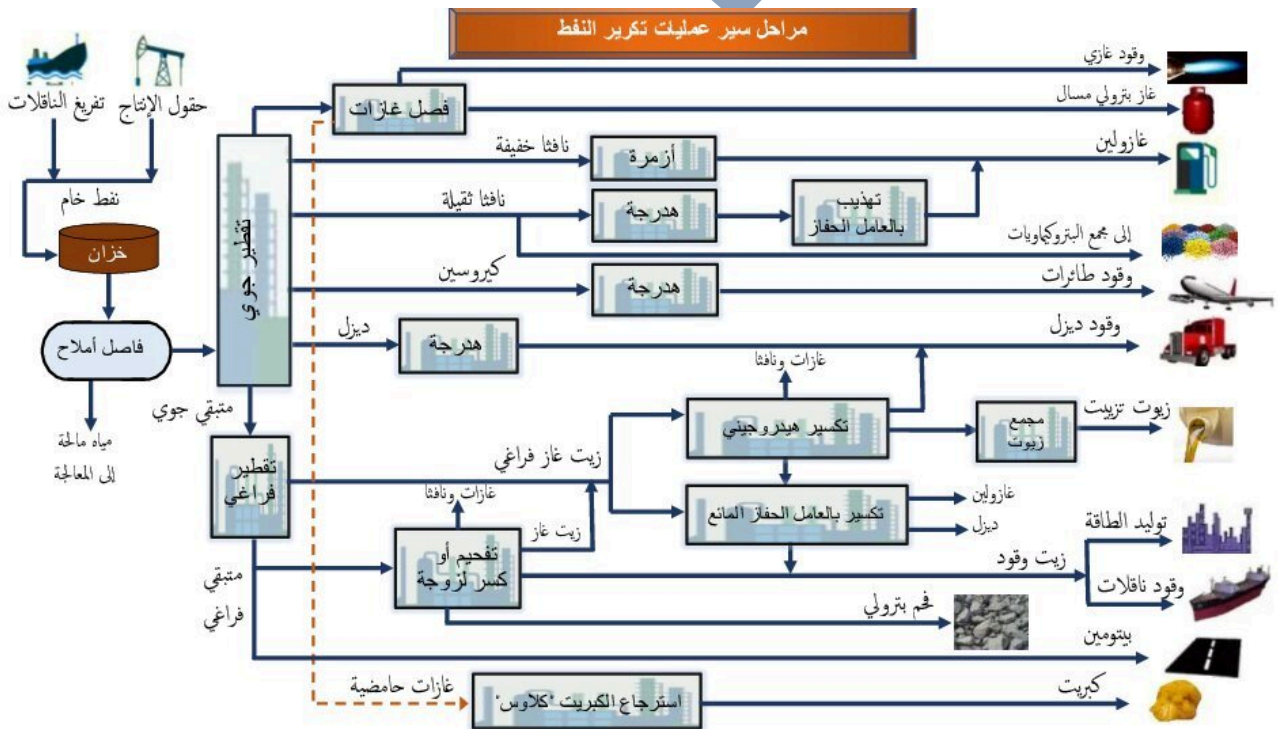 مراحل سير عمليات تكرير النفط
تفريغ الناقلات
حقول الإنتاج
نفط خام
خزان
فاصل أملاح
مياه مالحة
إلى المعالجة
تقطير جوي
متبقي جوي
تقطير
فراغي
متبقي
فراغي
فصل غازات
وقود غازي
غاز بترولي مسال
نافثا خفيفة
أزمرة
غازولين
نافثا ثقيلة
هدرجة
تهذيب
بالعامل الحفاز
إلى مجمع البتروكيماويات
كيروسين
هدرجة
وقود طائرات
ديزل
هدرجة
وقود ديزل
غازات ونافثا
تكسير هيدروجيني
مجمع
زيوت
زيوت تزييت
زيت غاز فراغي
تكسير بالعامل الحفاز المائع
غازولين
ديزل
غازات ونافثا
زيت غاز
تفحيم أو
كسر لزوجة
زيت وقود
توليد الطاقة
وقود ناقلات
فحم بترولي
بيتومين
غازات حامضية
استرجاع الكبريت "كلاوس"
كبريت